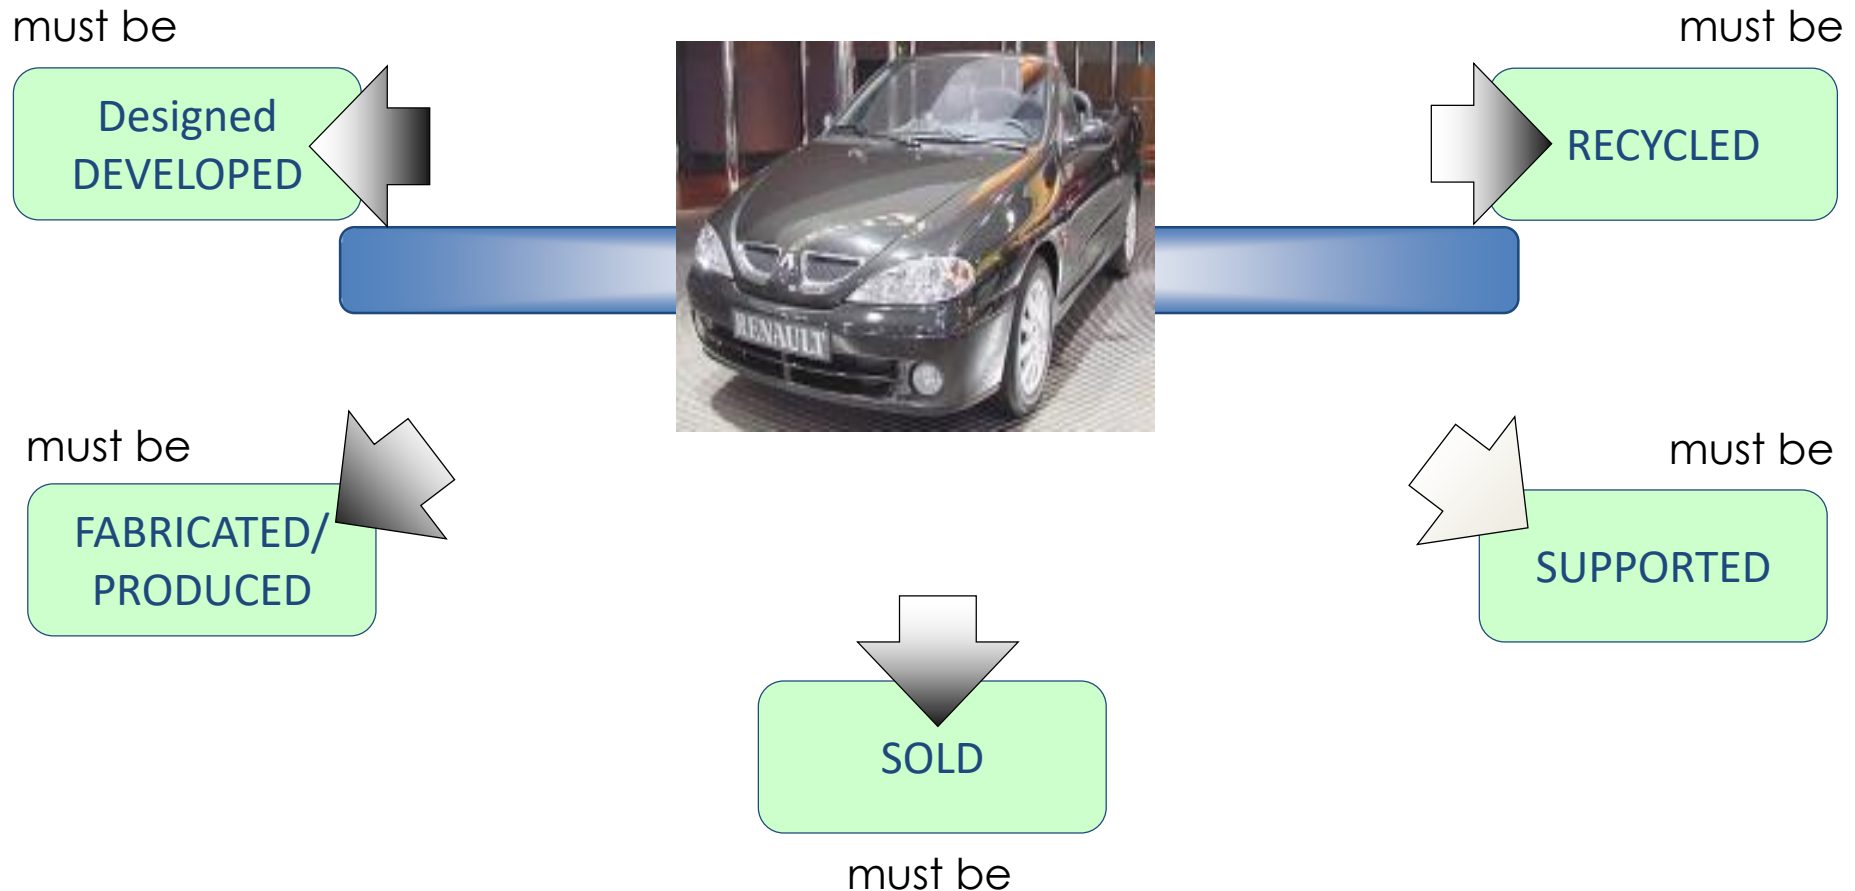 must be
Designed
DEVELOPED
must be
RECYCLED
RENAULT
must be
FABRICATED/
PRODUCED
must be
SUPPORTED
SOLD
must be